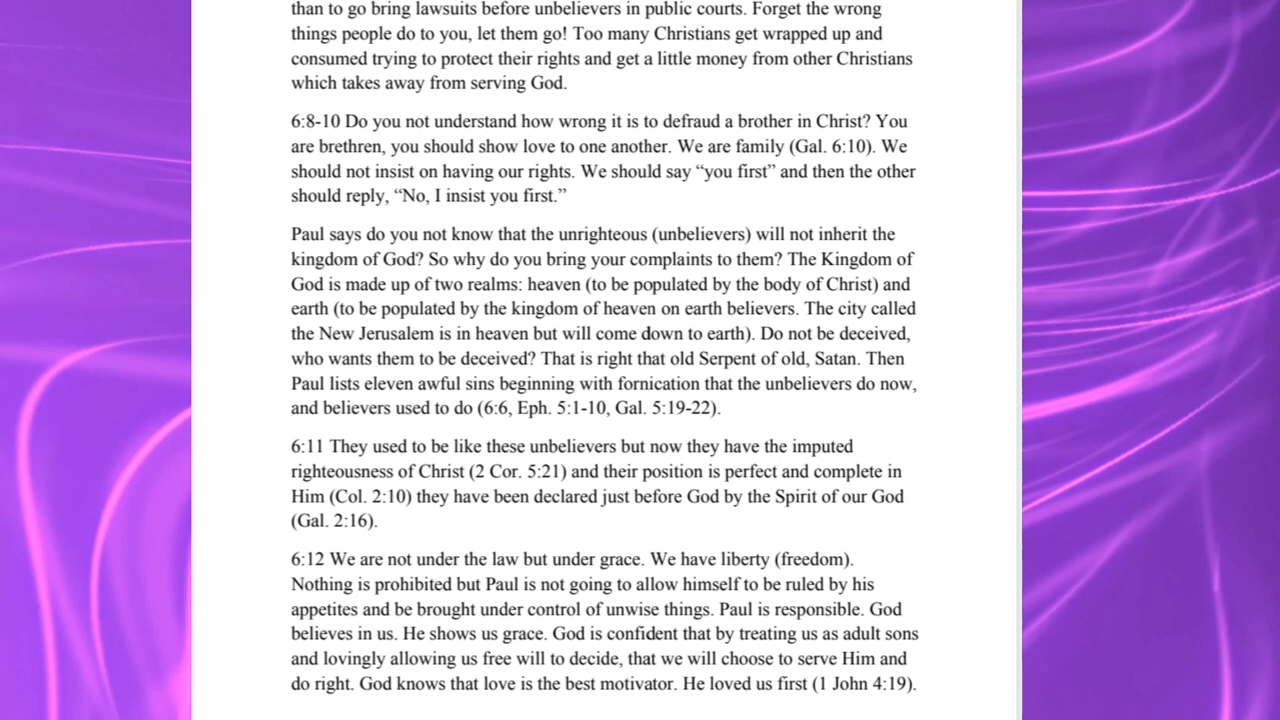 than to go bring lawsuits before unbelievers in public courts. Forget the wrong
things people do to you, let them go! Too many Christians get wrapped up and
consumed trying to protect their rights and get a little money from other Christians
which takes away from serving God.
6:8-10 Do you not understand how wrong it is to defraud a brother in Christ? You
are brethren, you should show love to one another. We are family (Gal. 6:10). We
should not insist on having our rights. We should say “you first” and then the other
should reply, “No, I insist you first.”
Paul says do you not know that the unrighteous (unbelievers) will not inherit the
kingdom of God? So why do you bring your complaints to them? The Kingdom of
God is made up of two realms: heaven (to be populated by the body of Christ) and
earth (to be populated by the kingdom of heaven on earth believers. The city called
the New Jerusalem is in heaven but will come down to earth). Do not be deceived,
who wants them to be deceived? That is right that old Serpent of old, Satan. Then
Paul lists eleven awful sins beginning with fornication that the unbelievers do now,
and believers used to do (6:6, Eph. 5:1-10, Gal. 5:19-22).
6:11 They used to be like these unbelievers but now they have the imputed
righteousness of Christ (2 Cor. 5:21) and their position is perfect and complete in
Him (Col. 2:10) they have been declared just before God by the Spirit of our God
(Gal. 2:16).
6:12 We are not under the law but under grace. We have liberty (freedom).
Nothing is prohibited but Paul is not going to allow himself to be ruled by his
appetites and be brought under control of unwise things. Paul is responsible. God
believes in us. He shows us grace. God is confident that by treating us as adult sons
and lovingly allowing us free will to decide, that we will choose to serve Him and
do right. God knows that love is the best motivator. He loved us first (1 John 4:19).